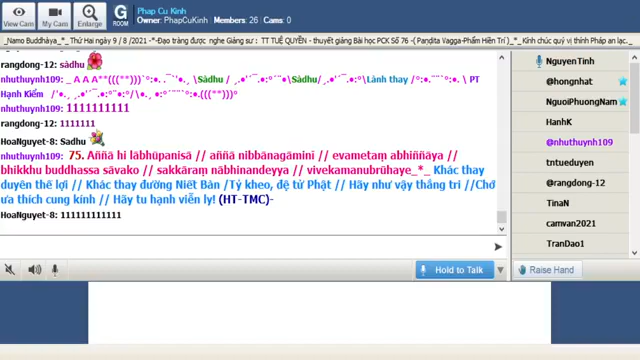 Phap Cu Kinh
Owner: PhapCuKinh, Members: 26 Cams: 0
View Cam
My Cam
Enlarge
G
ROOM
_Namo Buddhàya_*_ Thứ Hai ngày 9 / 8 /2021 -*-Đạo tràng được nghe Giảng sư : TT TUỆ QUYỀN - thuyết giảng Bài học PCK Số 76 -( Paṇḍita Vagga-Phẩm Hiền Trí ) *_* Kính chúc quý vị thính Pháp an lạc.
rangdong-12: sàdhu
nhuthuynh109: _ A A A*((**))
\Sàdhu
\Sàdhu/
Lành thay
\ PT
Hạnh Kiểm
nhuthuynh109: 1111111111
rangdong-12: 1111111
HoaNguyet-8: Sadhu
nhuthuynh109: 75. Aññā hi lābhūpanisā // aññā nibbānagāminī // evametaṃ abhiññāya //
bhikkhu buddhassa sāvako // sakkāraṃ nābhinandeyya // vivekamanubrūhaye_*_ Khác thay
duyên thế lợi // Khác thay đường Niết Bàn /Tỷ kheo, đệ tử Phật // Hãy như vậy thắng tri //Chớ
ưa thích cung kính // Hãy tu hạnh viễn ly! (HT-TMC)-
HoaNguyet-8: 111111111111
Hold to Talk
Raise Hand
NguyenTinh
@hongnhat
@NguoiPhuongNam
HanhK
@nhuthuynh109
tntueduyen
@rangdong-12
TinaN
camvan2021
TranDao1